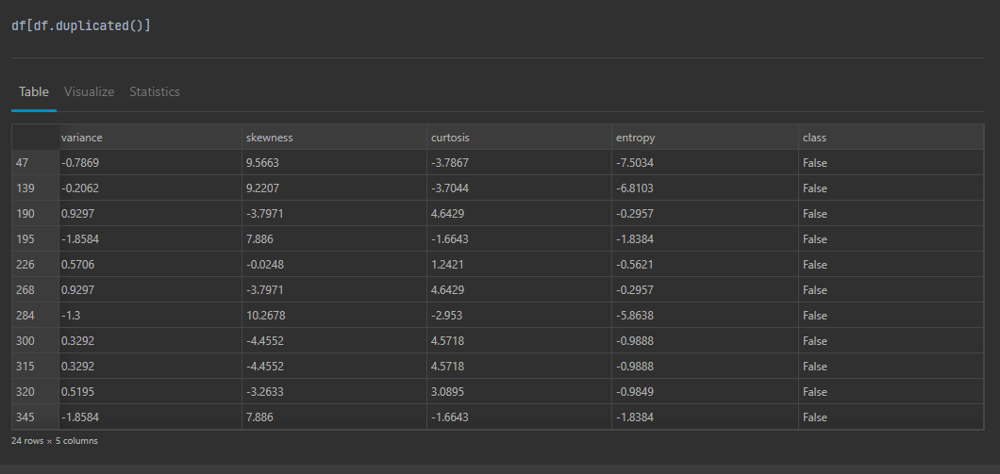 df[df.duplicated()]
Table Visualize Statistics
variance skewness curtosis entropy class
47 -0.7869 9.5663 -3.7867 -7.5034 False
139 -0.2062 9.2207 -3.7044 -6.8103 False
190 0.9297 -3.7971 4.6429 -0.2957 False
195 -1.8584 7.886 -1.6643 -1.8384 False
226 0.5706 -0.0248 1.2421 -0.5621 False
268 0.9297 -3.7971 4.6429 -0.2957 False
284 -1.3 10.2678 -2.953 -5.8638 False
300 0.3292 -4.4552 4.5718 -0.9888 False
315 0.3292 -4.4552 4.5718 -0.9888 False
320 0.5195 -3.2633 3.0895 -0.9849 False
345 -1.8584 7.886 -1.6643 -1.8384 False
24 rows × 5 columns